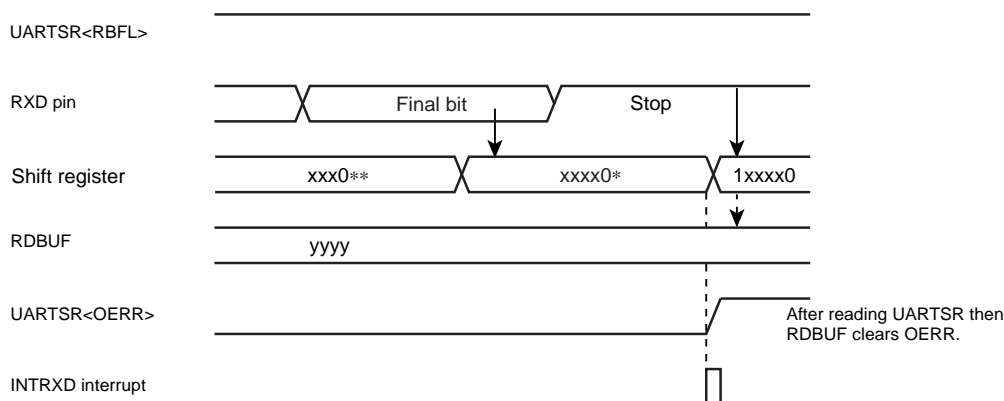 UARTSR<RBFL>
RXD pin
Final bit
Stop
Shift register
xxx0**
xxxx0*
1xxxx0
RDBUF
yyyy
UARTSR<OERR>
After reading UARTSR then
RDBUF clears OERR.
INTRXD interrupt